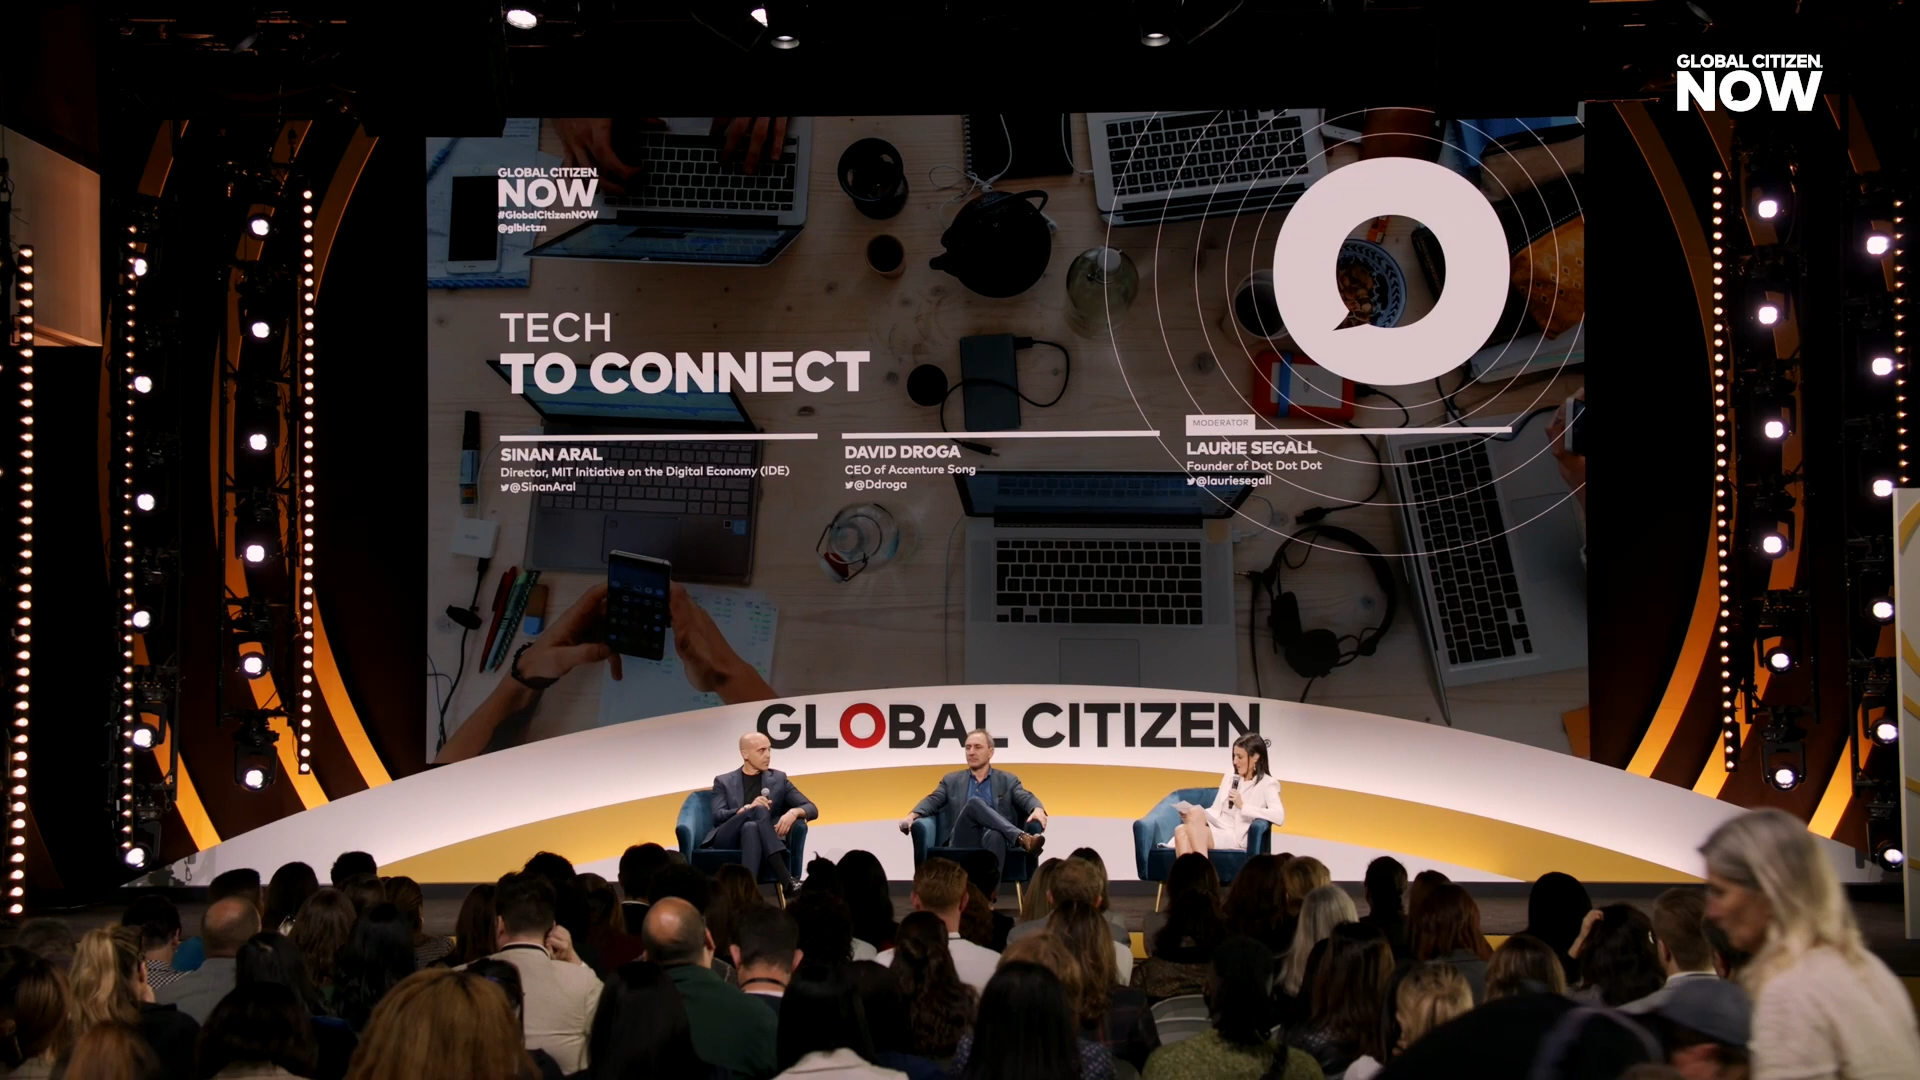 GLOBAL CITIZEN
NOW
GLOBAL CITIZEN
NOW
#GlobalCitizenNOW
@glblctzn
TECH
TO CONNECT
SINAN ARAL
Director, MIT Initiative on the Digital Economy (IDE)
@SinanAral
DAVID DROGA
CEO of Accenture Song
@Ddroga
MODERATOR
LAURIE SEGALL
Founder of Dot Dot Dot
@lauriesegall
GLOBAL CITIZEN®